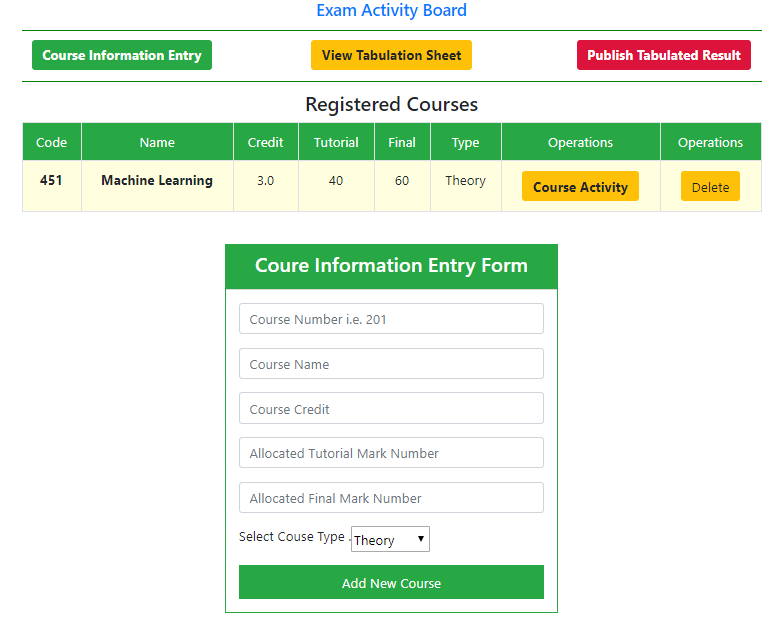 Exam Activity Board
Course Information Entry View Tabulation Sheet Publish Tabulated Result
Registered Courses
Code Name Credit Tutorial Final Type Operations Operations
451 Machine Learning 3.0 40 60 Theory Course Activity Delete
Coure Information Entry Form
Course Number i.e. 201
Course Name
Course Credit
Allocated Tutorial Mark Number
Allocated Final Mark Number
Select Couse Type . Theory
Add New Course